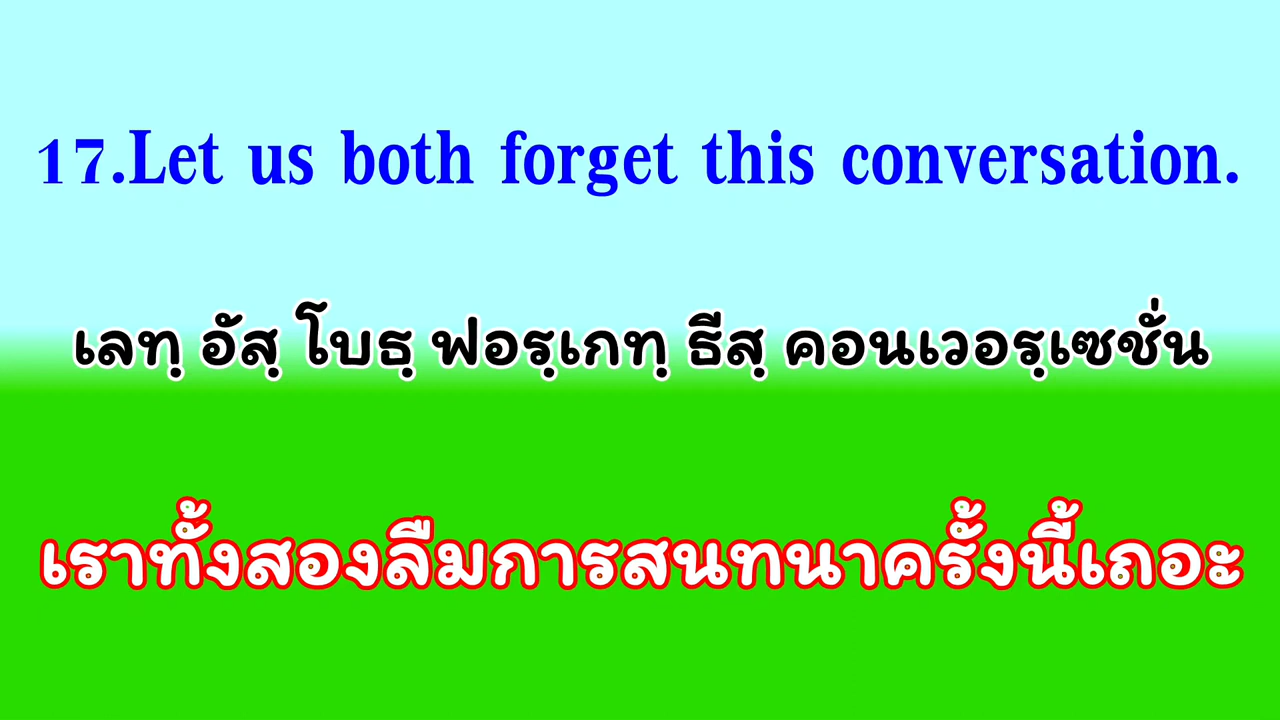 17.Let us both forget this conversation.
เลทฺ อัสฺ โบธฺ ฟอรฺเกทฺ ธีสฺ คอนเวอรฺเซชั่น
เราทั้งสองลืมการสนทนาครั้งนี้เถอะ